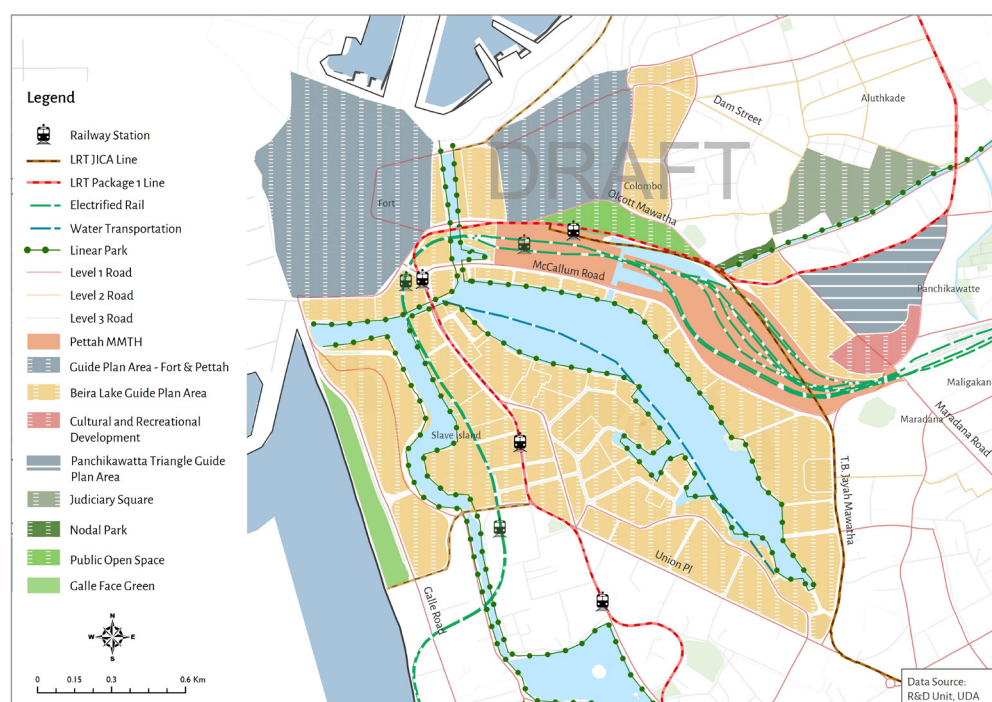 Legend
Railway Station
LRT JICA Line
LRT Package 1 Line
Electrified Rail
Water Transportation
Linear Park
Level 1 Road
Level 2 Road
Level 3 Road
Pettah MMTH
Guide Plan Area - Fort & Pettah
Beira Lake Guide Plan Area
Cultural and Recreational
Development
Panchikawatta Triangle Guide
Plan Area
Judiciary Square
Nodal Park
Public Open Space
Galle Face Green
N
W E
S
0 0.15 0.3 0.6 Km
DRAFT
Dam Street
Aluthkade
Colombo
Olcott Mawatha
Fort
McCallum Road
Panchikawatte
Maligakan
Maradana
Maradana Road
Slave Island
T.B. Jayah Mawatha
Union Pl
Galle Road
Data Source:
R&D Unit, UDA